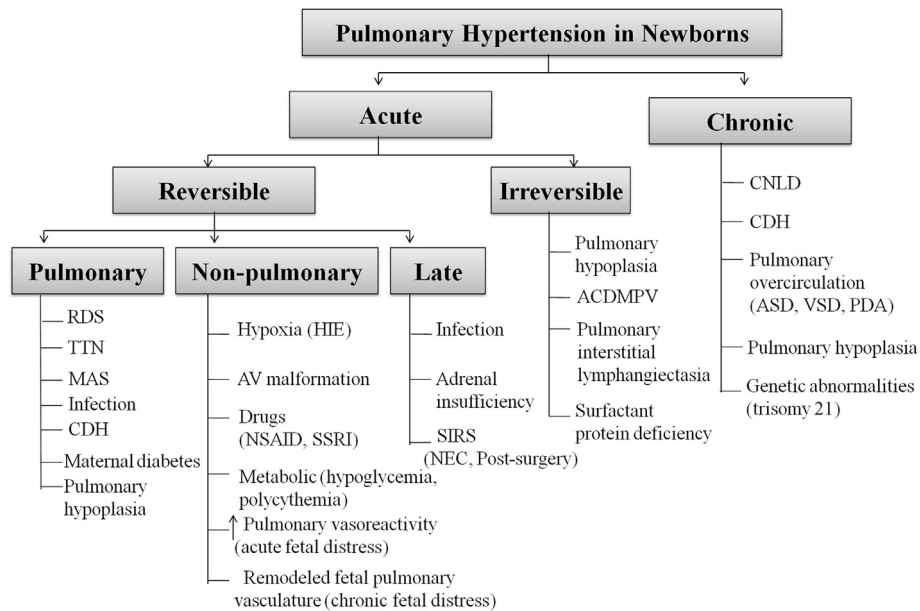 Pulmonary Hypertension in Newborns
Acute
Chronic
Reversible
Irreversible
Pulmonary
Non-pulmonary
Late
RDS
TTN
MAS
Infection
CDH
Maternal diabetes
Pulmonary
hypoplasia
Hypoxia (HIE)
AV malformation
Drugs
(NSAID, SSRI)
Metabolic (hypoglycemia,
polycythemia)
↑ Pulmonary vasoreactivity
(acute fetal distress)
Remodeled fetal pulmonary
vasculature (chronic fetal distress)
Infection
Adrenal
insufficiency
SIRS
(NEC, Post-surgery)
Pulmonary
hypoplasia
ACDMPV
Pulmonary
interstitial
lymphangiectasia
Surfactant
protein deficiency
CNLD
CDH
Pulmonary
overcirculation
(ASD, VSD, PDA)
Pulmonary hypoplasia
Genetic abnormalities
(trisomy 21)